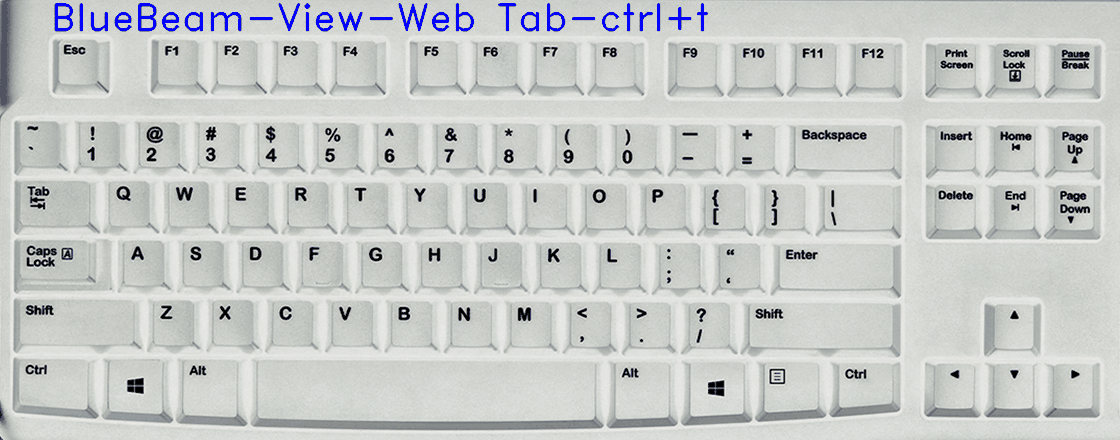 BlueBeam-View-Web Tab-ctrl+t
Esc F1 F2 F3 F4 F5 F6 F7 F8 F9 F10 F11 F12 Print Screen Scroll Lock Pause Break
~ ! @ # $ % ^ & * ( ) — + Backspace Insert Home Page Up
` 1 2 3 4 5 6 7 8 9 0 - =
Tab Q W E R T Y U I O P { } | Delete End Page Down
[ ] \
Caps Lock A A S D F G H J K L : “ Enter
; ‘
Shift Z X C V B N M < > ? Shift
, . /
Ctrl Alt Alt Ctrl